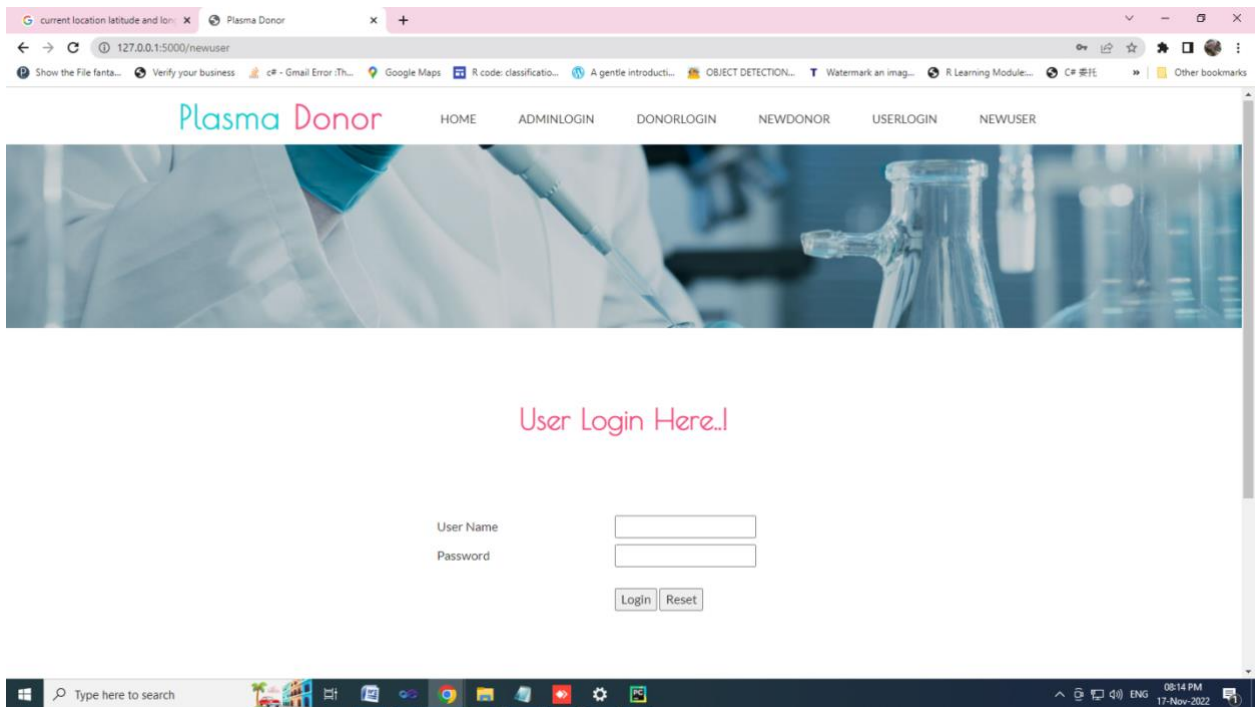 current location latitude and lon
Plasma Donor
127.0.0.1:5000/newuser
Show the File fanta... Verify your business c# - Gmail Error :Th... Google Maps R code: classificatio... A gentle introducti... OBJECT DETECTION... Watermark an imag... R Learning Module:... C# 委托 » Other bookmarks
Plasma Donor HOME ADMINLOGIN DONORLOGIN NEWDONOR USERLOGIN NEWUSER
User Login Here..!
User Name
Password
Login Reset
Type here to search
ENG
08:14 PM
17-Nov-2022